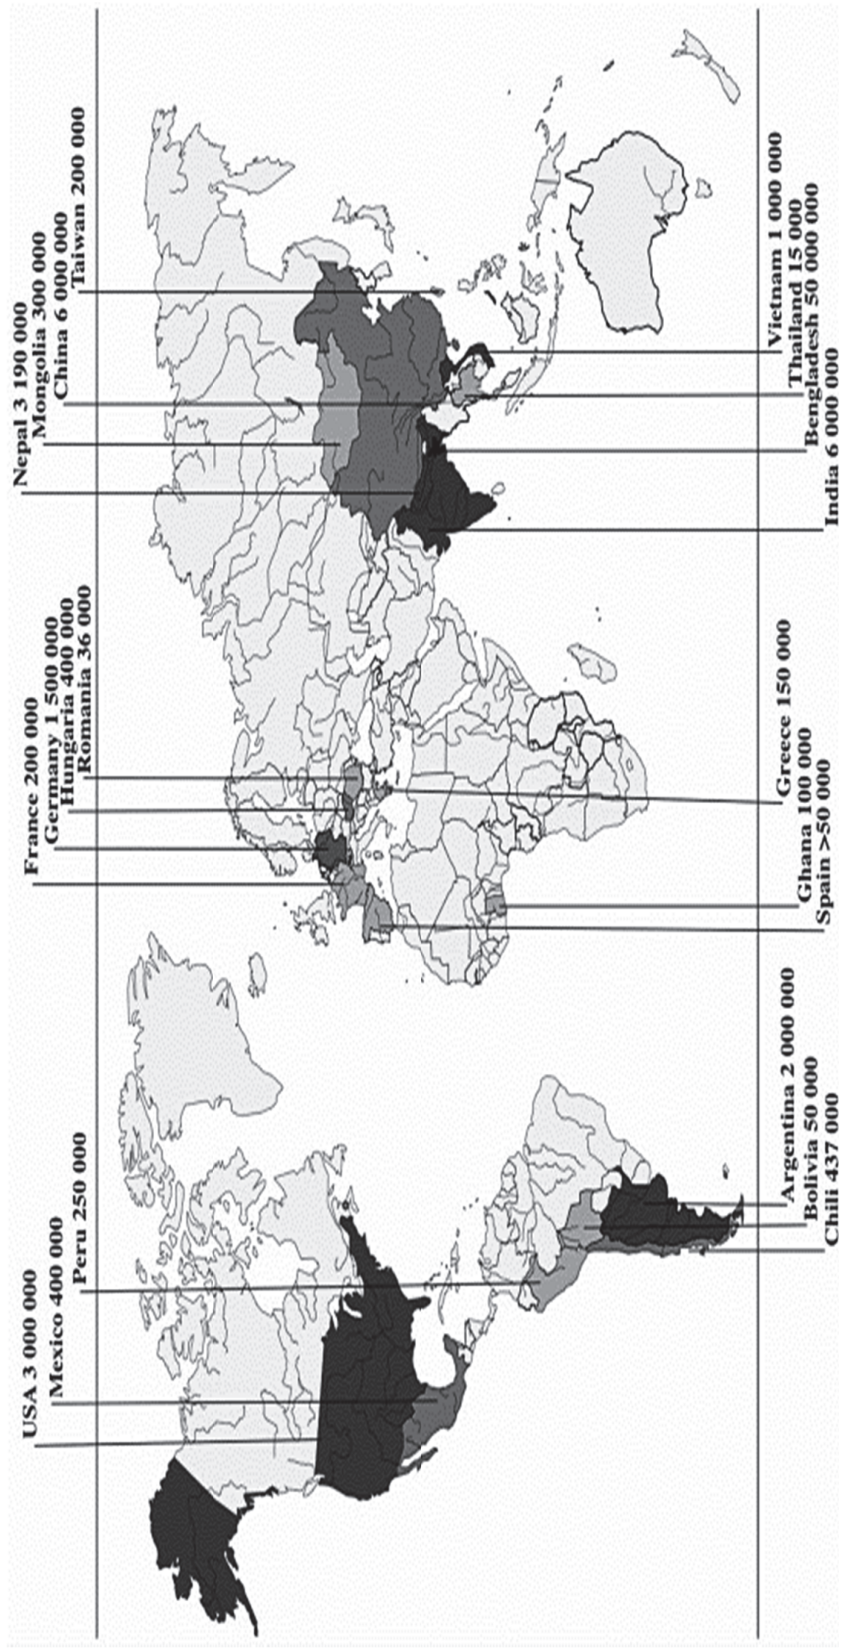 USA 3 000 000
Mexico 400 000
Peru 250 000
France 200 000
Germany 1 500 000
Hungaria 400 000
Romania 36 000
Nepal 3 190 000
Mongolia 300 000
China 6 000 000
Taiwan 200 000
Argentina 2 000 000
Bolivia 50 000
Chili 437 000
Greece 150 000
Ghana 100 000
Spain >50 000
Vietnam 1 000 000
Thailand 15 000
Bengladesh 50 000 000
India 6 000 000